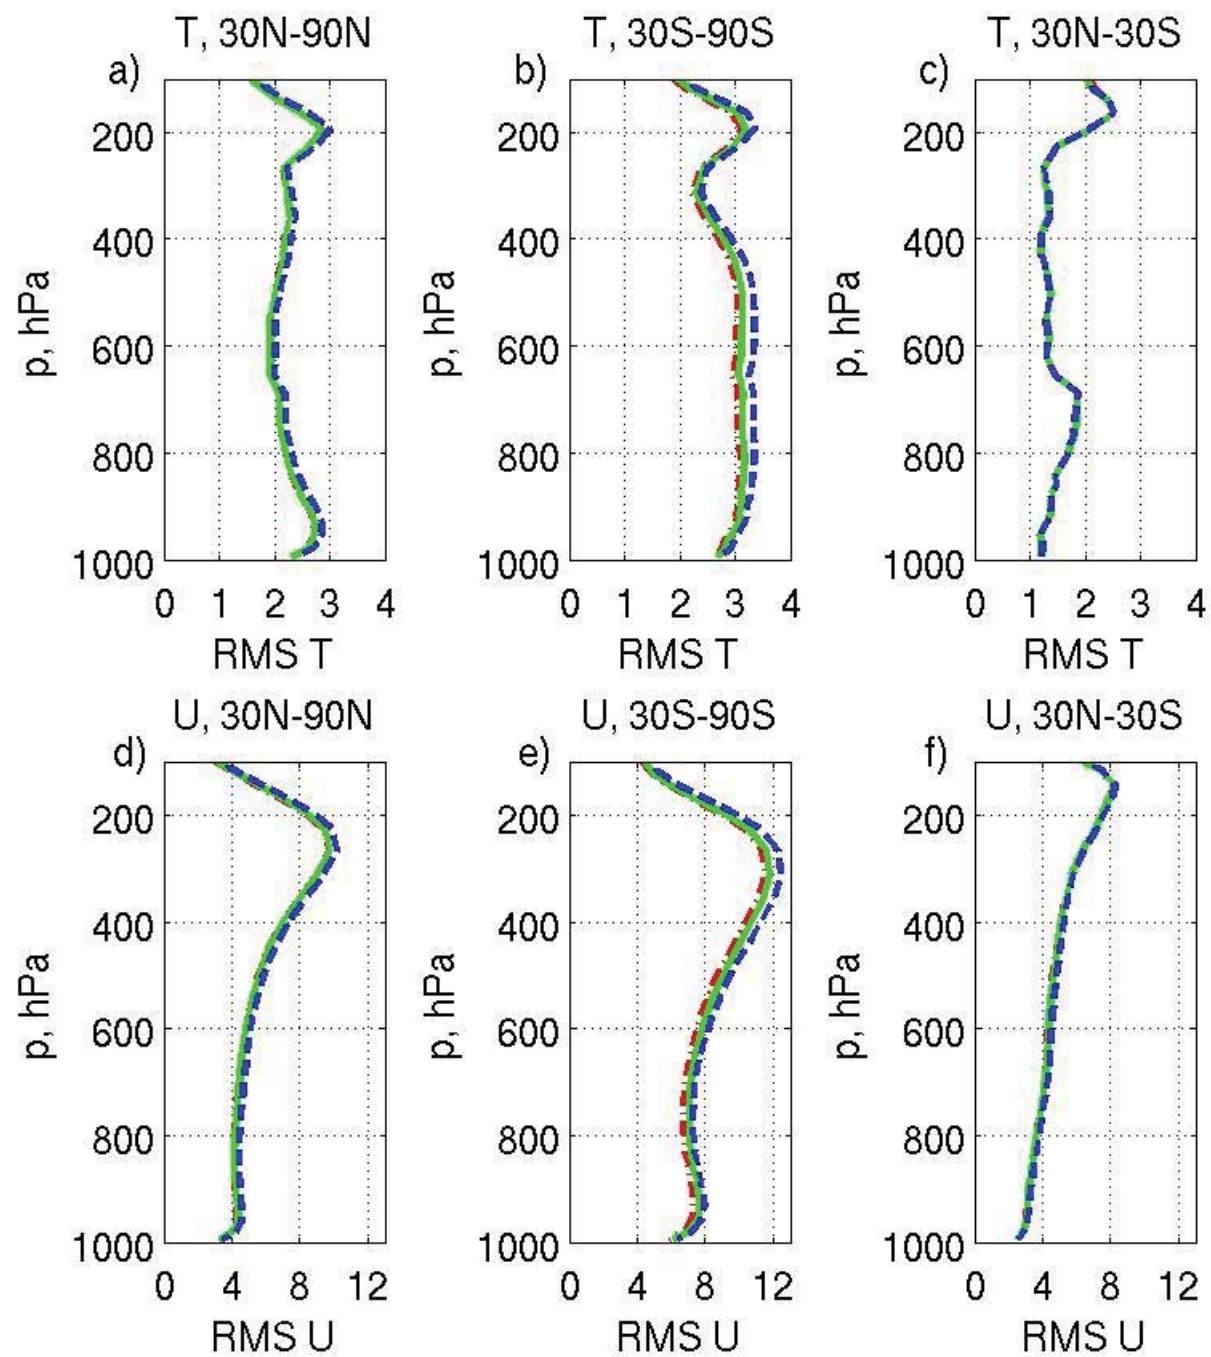 T, 30N-90N
T, 30S-90S
T, 30N-30S
a)
b)
c)
200
400
600
800
1000
p, hPa
0 1 2 3 4
RMS T
200
400
600
800
1000
p, hPa
0 1 2 3 4
RMS T
200
400
600
800
1000
p, hPa
0 1 2 3 4
RMS T
U, 30N-90N
U, 30S-90S
U, 30N-30S
d)
e)
f)
200
400
600
800
1000
p, hPa
0 4 8 12
RMS U
200
400
600
800
1000
p, hPa
0 4 8 12
RMS U
200
400
600
800
1000
p, hPa
0 4 8 12
RMS U